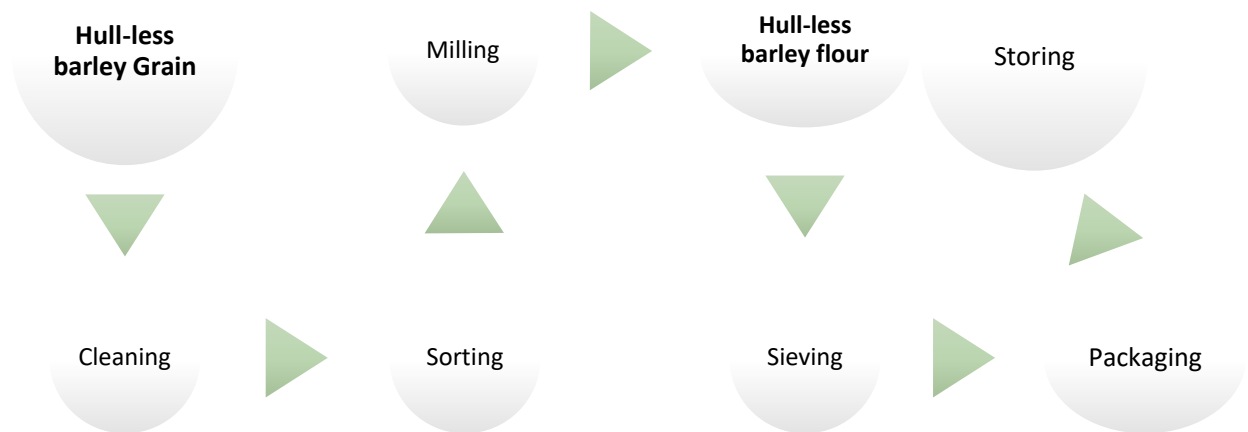 Hull-less
barley Grain
Milling
Hull-less
barley flour
Storing
Cleaning
Sorting
Sieving
Packaging